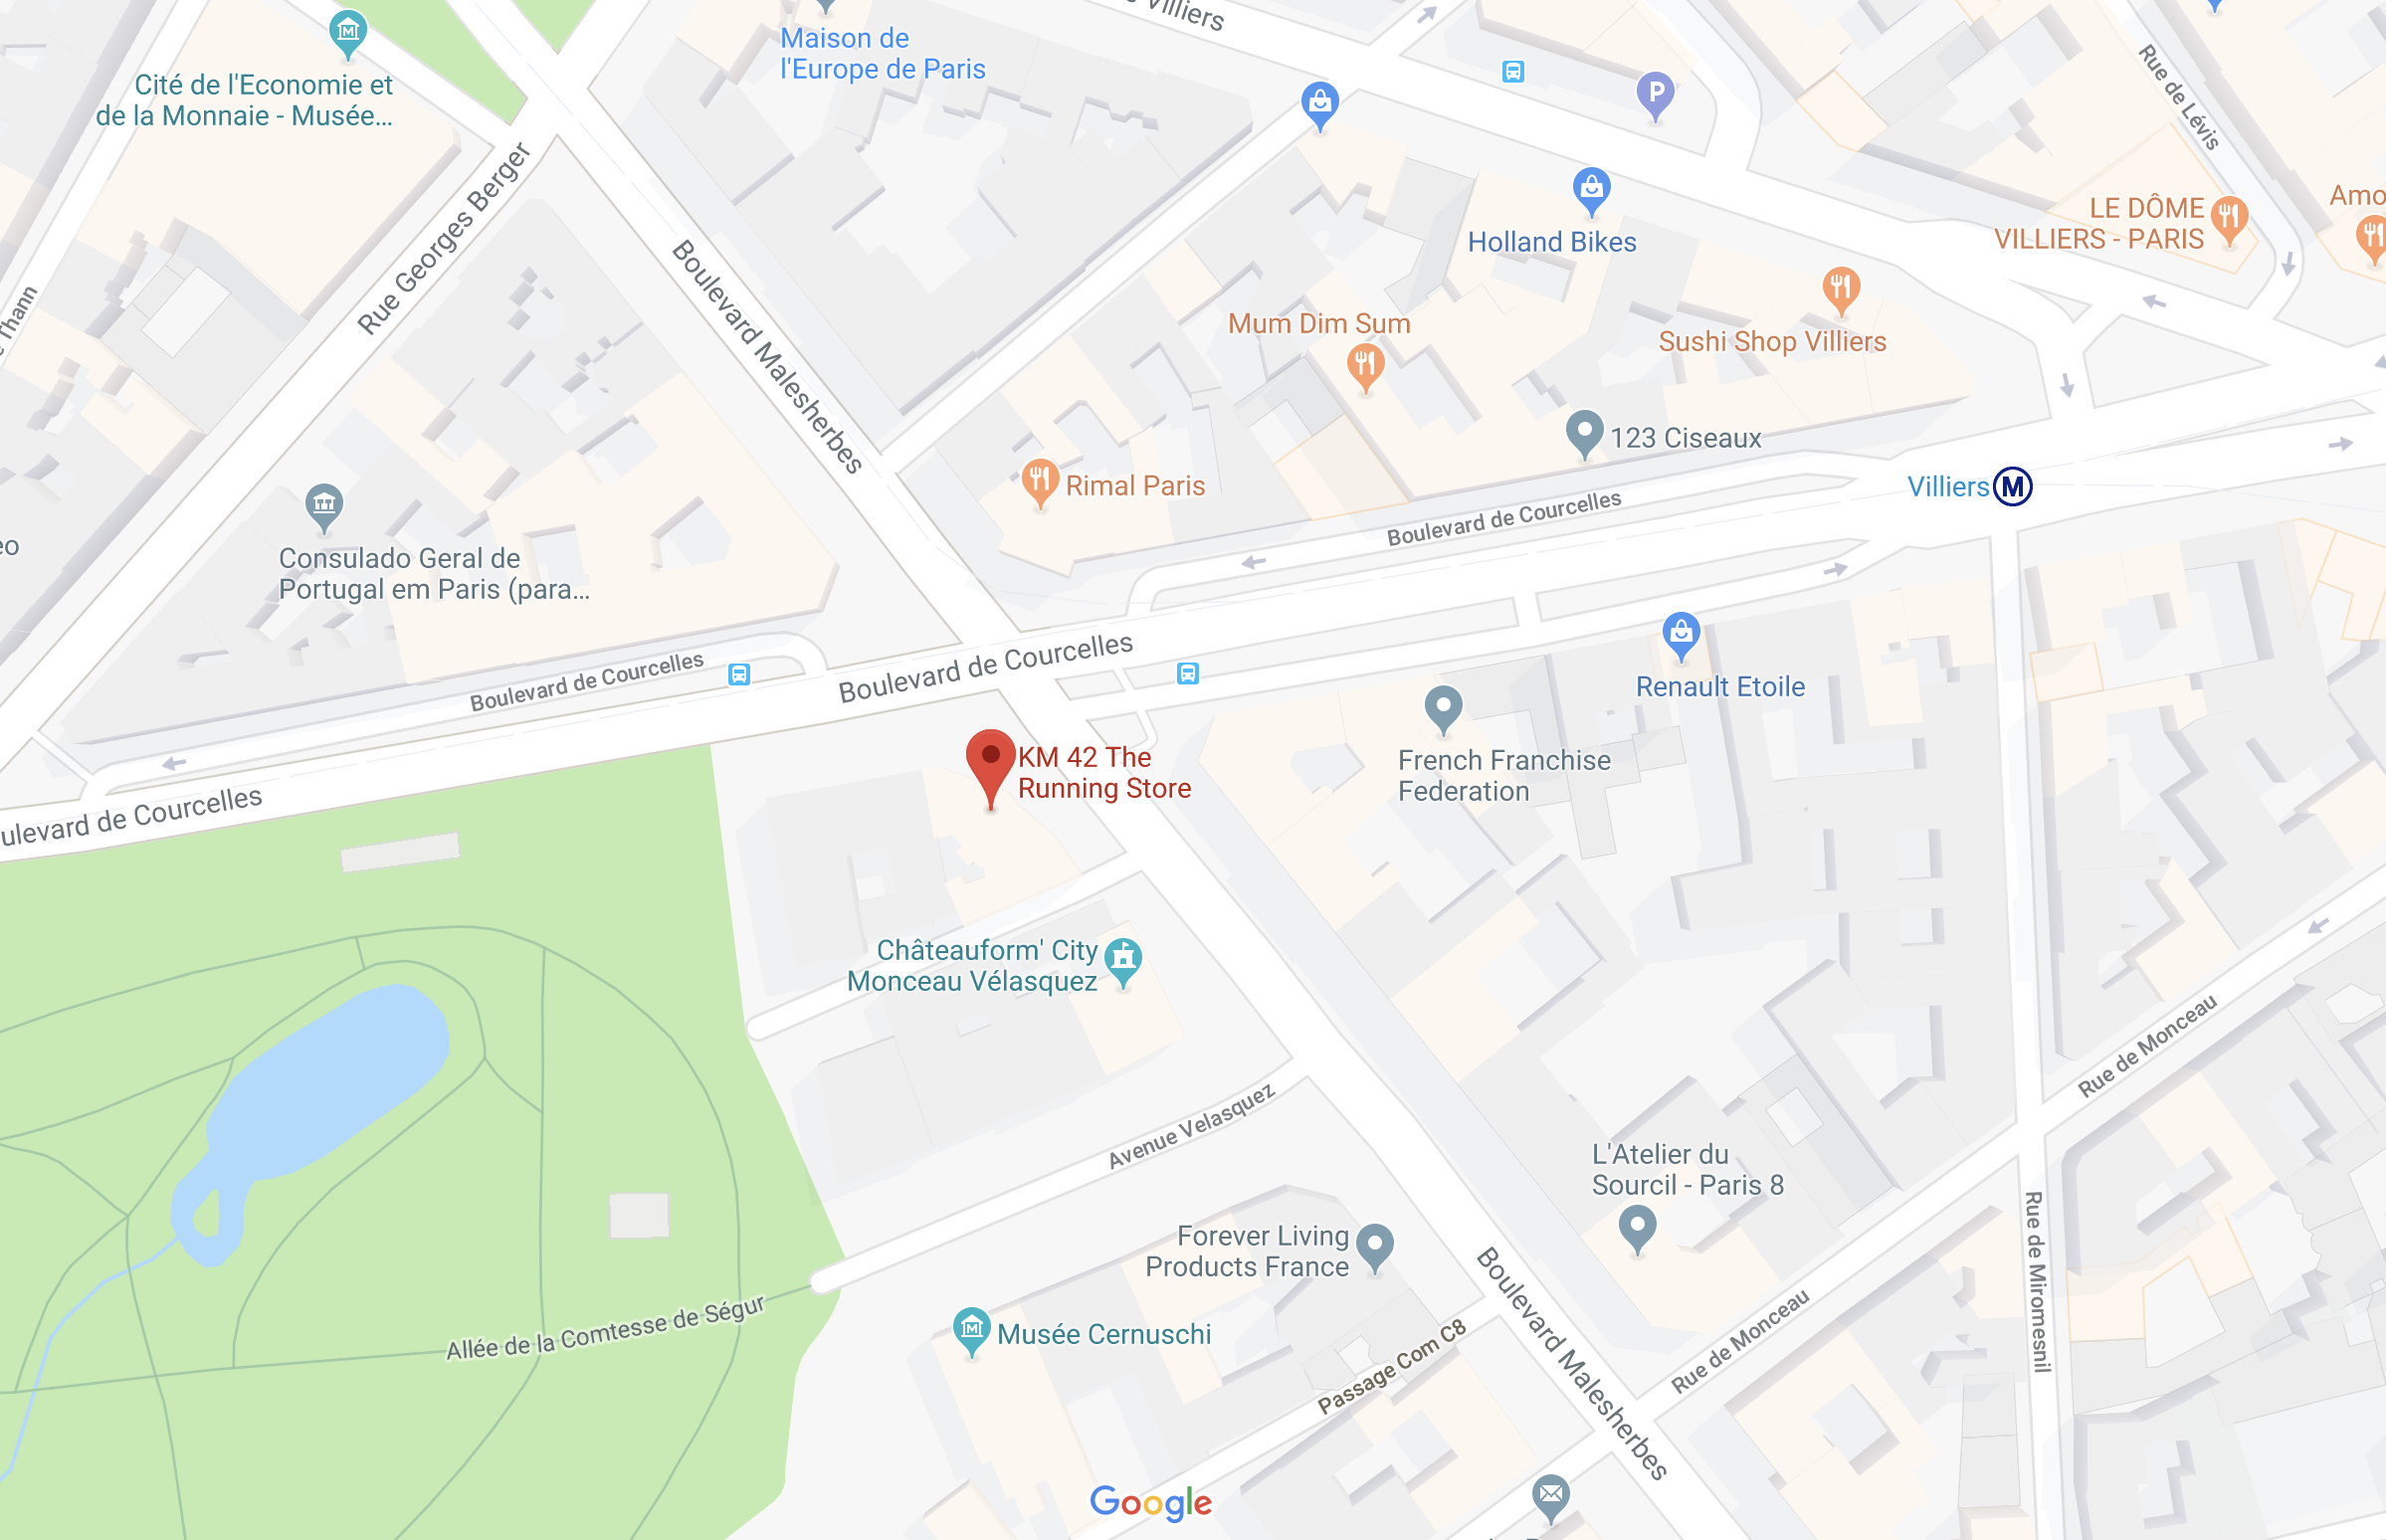 Villiers
Cité de l'Economie et
de la Monnaie - Musée...
Maison de
l'Europe de Paris
P
Rue de Lévis
Rue Georges Berger
Boulevard Malesherbes
Holland Bikes
LE DÔME
VILLIERS - PARIS
Amo
Thann
Mum Dim Sum
Sushi Shop Villiers
123 Ciseaux
Rimal Paris
Villiers M
Boulevard de Courcelles
Consulado Geral de
Portugal em Paris (para...
eo
Boulevard de Courcelles
Boulevard de Courcelles
Renault Etoile
French Franchise
Federation
KM 42 The
Running Store
ulevard de Courcelles
Châteauform' City
Monceau Vélasquez
Rue de Monceau
Avenue Velasquez
L'Atelier du
Sourcil - Paris 8
Rue de Miromesnil
Forever Living
Products France
Boulevard Malesherbes
Allée de la Comtesse de Ségur
Musée Cernuschi
Passage Com C8
Rue de Monceau
Google